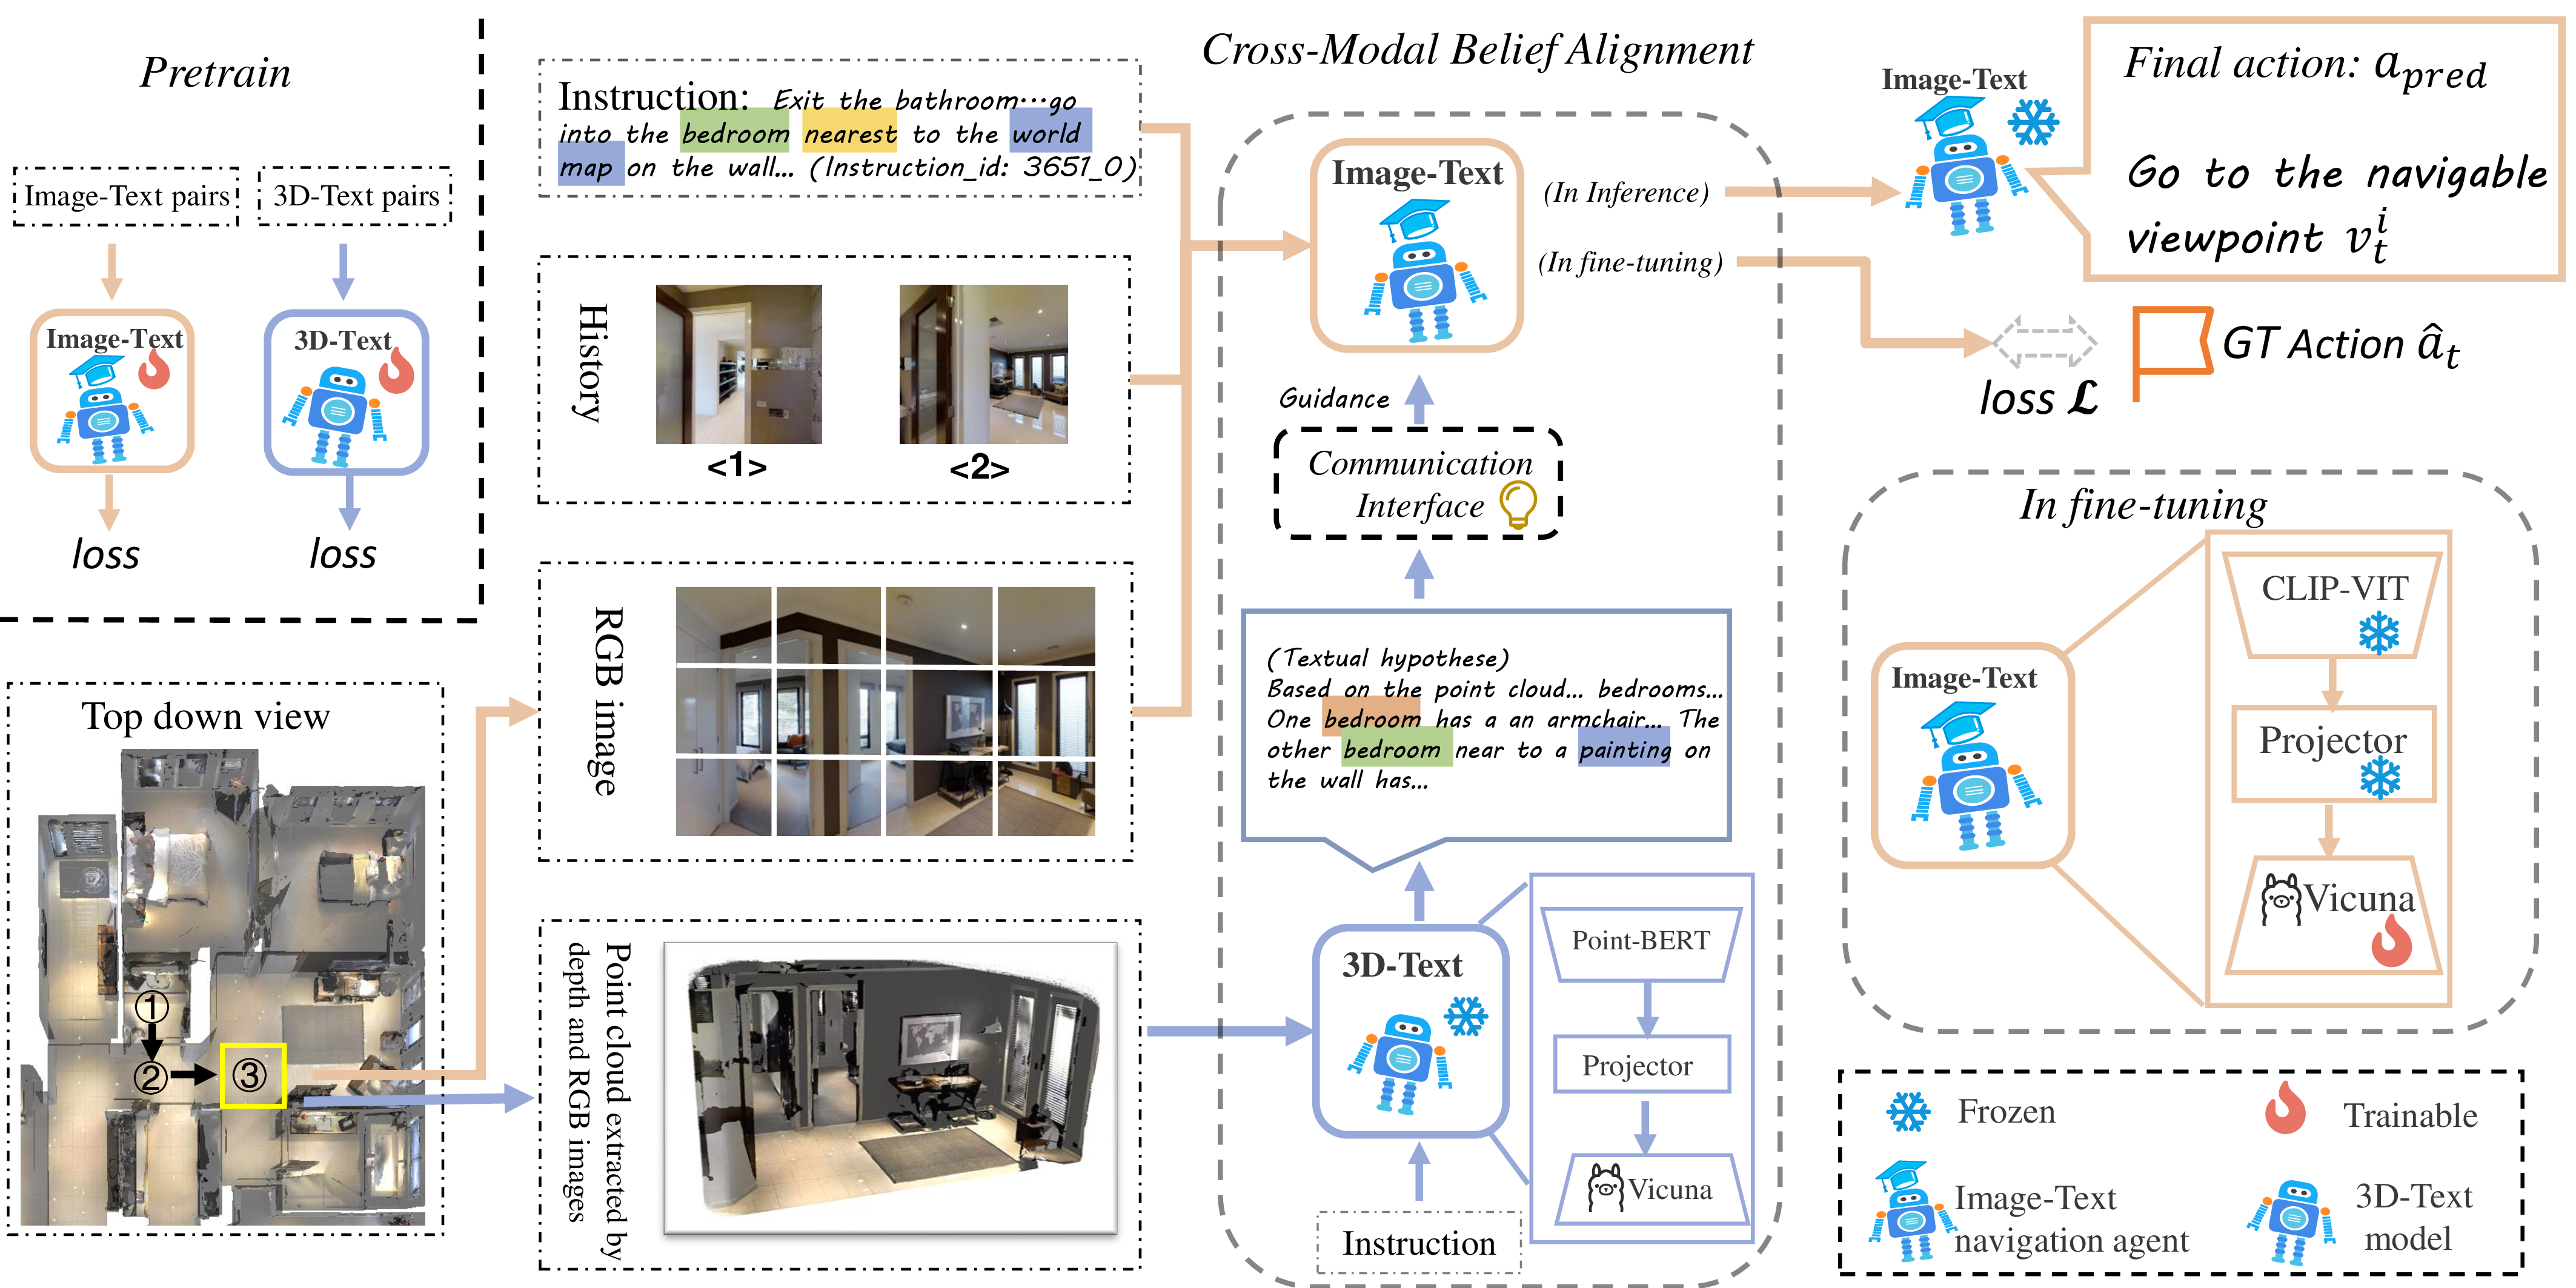 Pretrain
Image-Text pairs
3D-Text pairs
Image-Text
3D-Text
loss
loss
Top down view
1
2
3
Instruction: Exit the bathroom...go
into the bedroom nearest to the world
map on the wall... (Instruction_id: 3651_0)
History
<1>
<2>
RGB image
Point cloud extracted by
depth and RGB images
Cross-Modal Belief Alignment
Image-Text
(In Inference)
(In fine-tuning)
Guidance
Communication
Interface
(Textual hypothese)
Based on the point cloud... bedrooms...
One bedroom has a an armchair... The
other bedroom near to a painting on
the wall has...
3D-Text
Point-BERT
Projector
Vicuna
Instruction
Image-Text
Final action: a_pred
Go to the navigable
viewpoint v_t^i
loss ℒ
GT Action â_t
In fine-tuning
Image-Text
CLIP-VIT
Projector
Vicuna
Frozen
Trainable
Image-Text
navigation agent
3D-Text
model